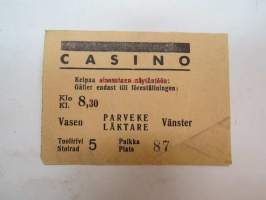 CASINO
Kelpaa ainoastaan näytäntöön:
Gäller endast till föreställningen:
Klo
Kl. 8,30
Vasen PARVEKE Vänster
LÄKTARE
Tuolirivi Paikka
Stolrad 5 Plats 87